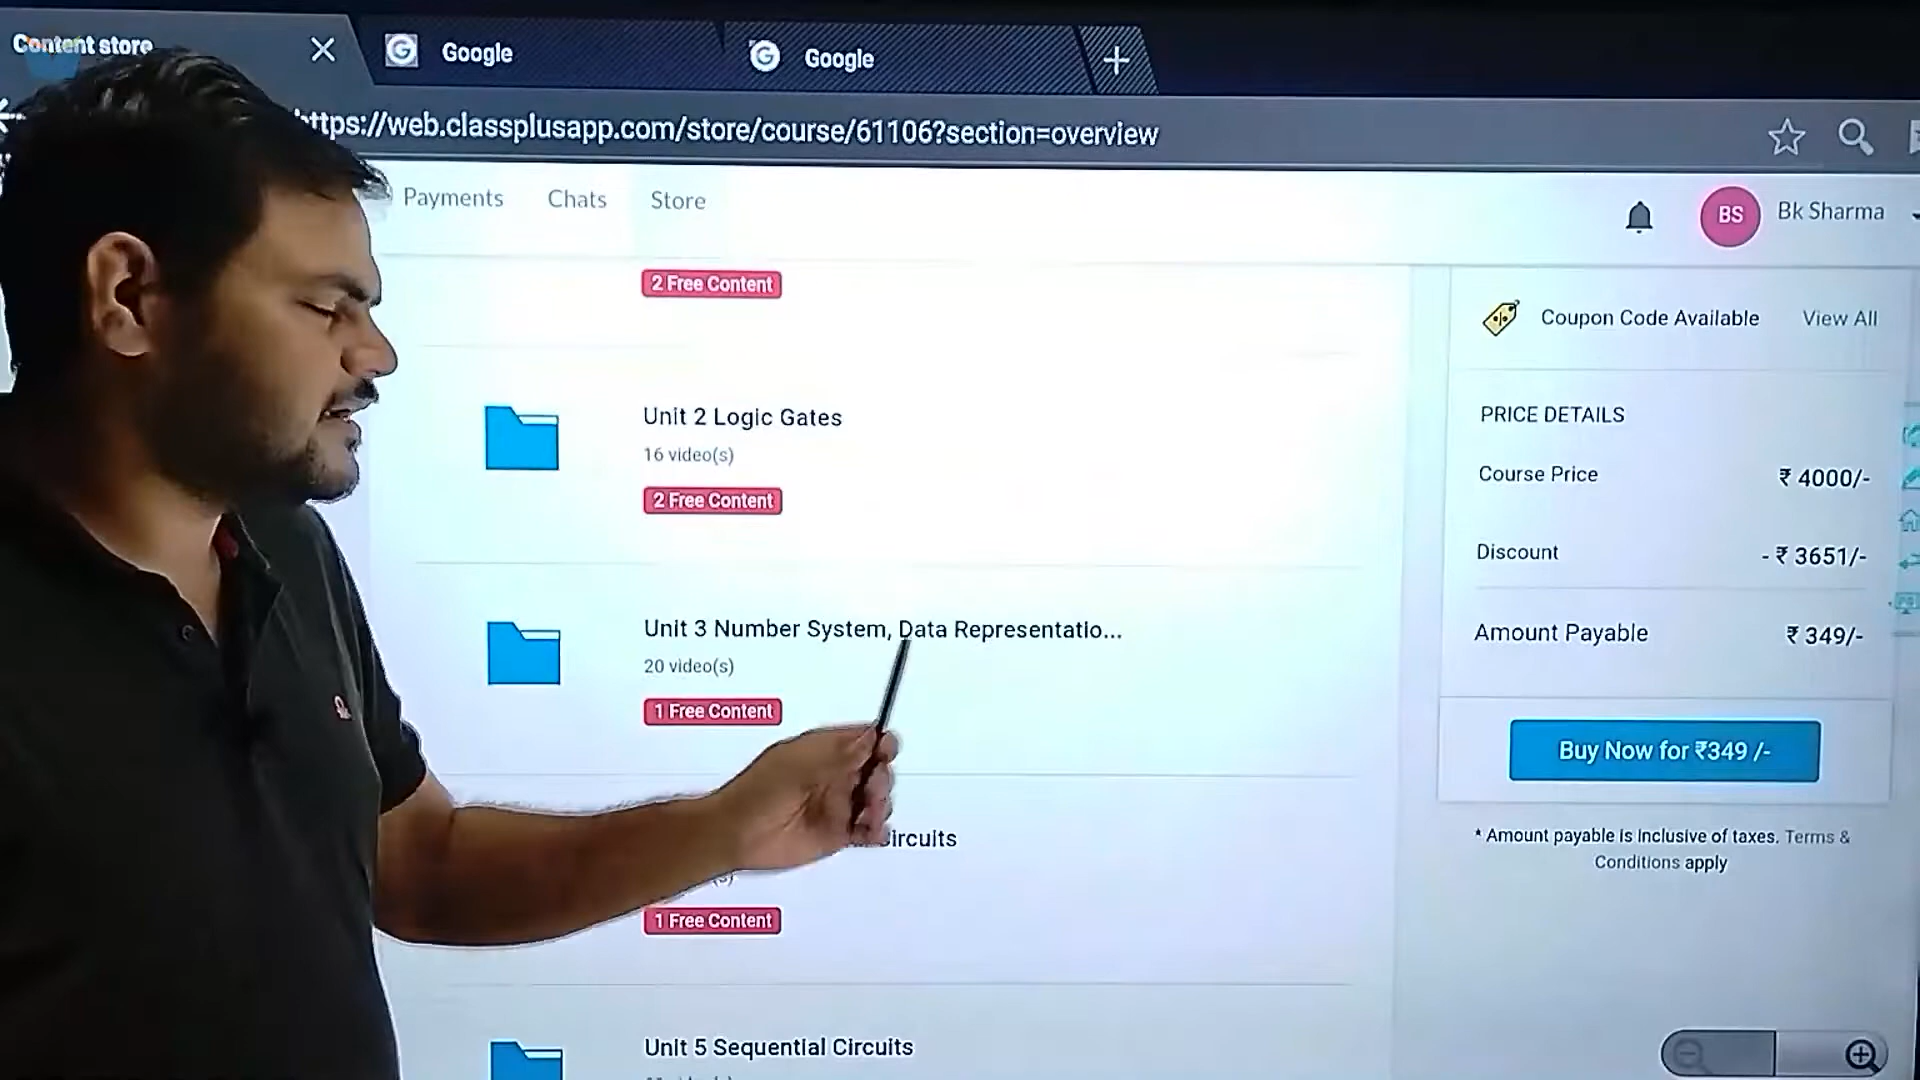 Content store
Google
Google
https://web.classplusapp.com/store/course/61106?section=overview
Payments
Chats
Store
BS
Bk Sharma
2 Free Content
Unit 2 Logic Gates
16 video(s)
2 Free Content
Unit 3 Number System, Data Representatio...
20 video(s)
1 Free Content
Circuits
1 Free Content
Unit 5 Sequential Circuits
Coupon Code Available
View All
PRICE DETAILS
Course Price
₹ 4000/-
Discount
- ₹ 3651/-
Amount Payable
₹ 349/-
Buy Now for ₹349 /-
* Amount payable is inclusive of taxes. Terms &
Conditions apply